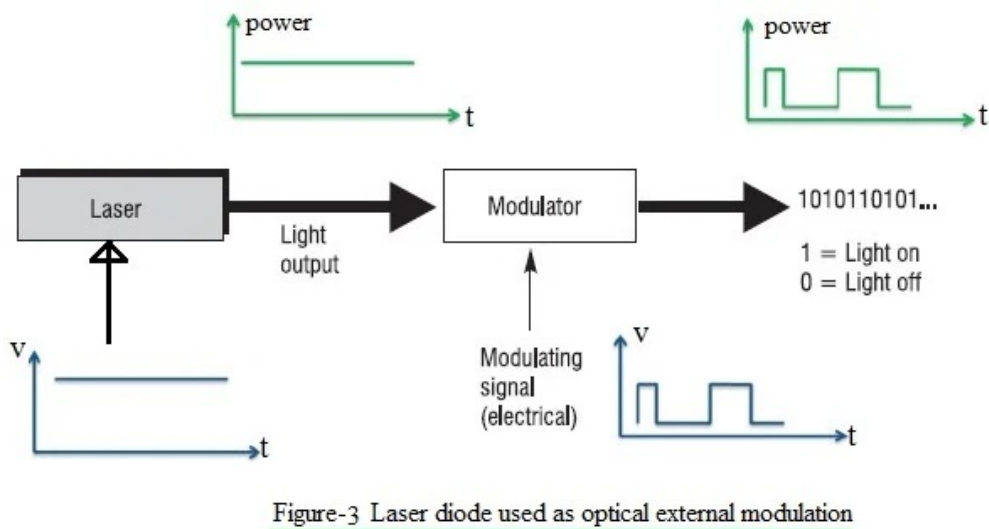 power
t
power
t
Laser
Light
output
Modulator
1010110101...
1 = Light on
0 = Light off
v
t
Modulating
signal
(electrical)
v
t
Figure-3 Laser diode used as optical external modulation